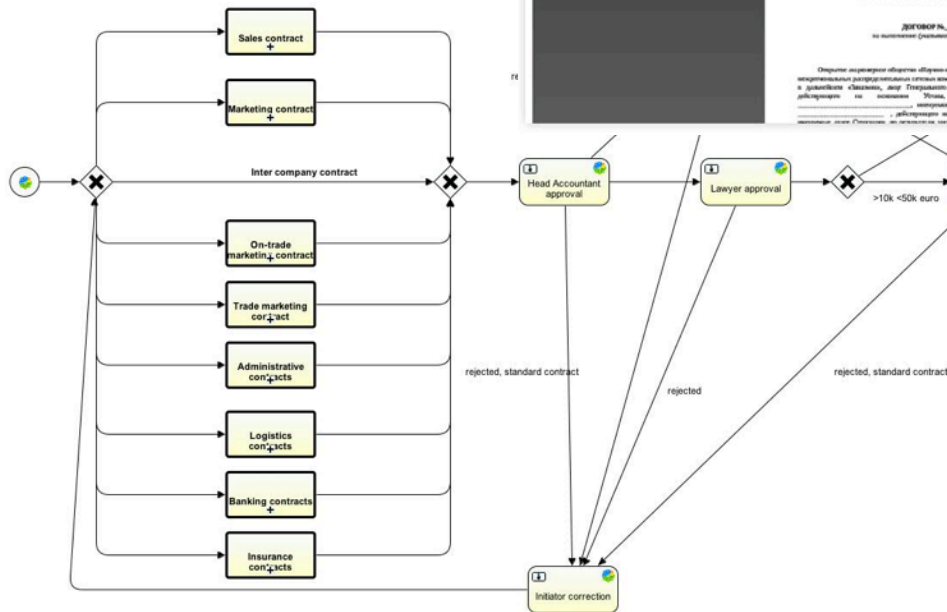 Sales contract
Marketing contract
Inter company contract
On-trade
marketing contract
Trade marketing
contract
Administrative
contracts
Logistics
contracts
Banking contracts
Insurance
contracts
Head Accountant
approval
Lawyer approval
>10k <50k euro
rejected, standard contract
rejected
rejected, standard contract
Initiator correction
ДОГОВОР №